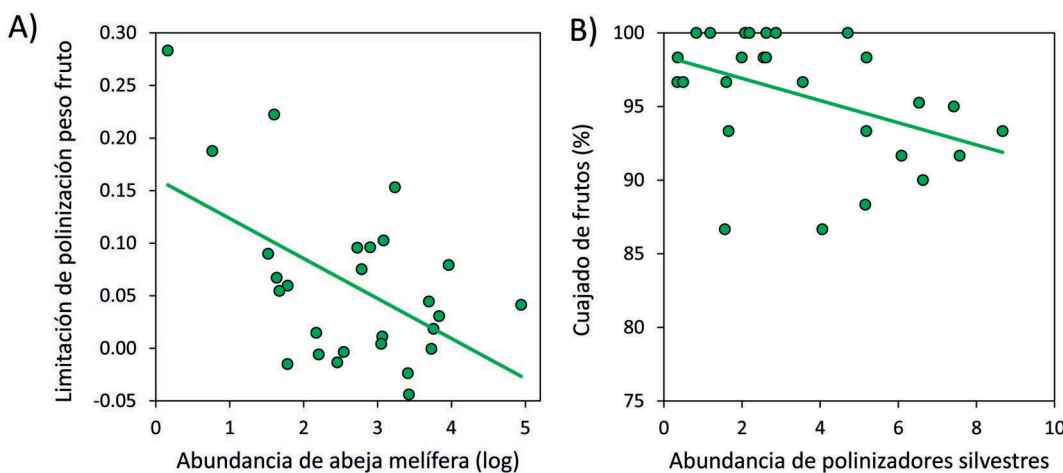 A)
Limitación de polinización peso fruto
0.30
0.25
0.20
0.15
0.10
0.05
0.00
-0.05
0 1 2 3 4 5
Abundancia de abeja melífera (log)
B)
Cuajado de frutos (%)
100
95
90
85
80
75
0 2 4 6 8 10
Abundancia de polinizadores silvestres